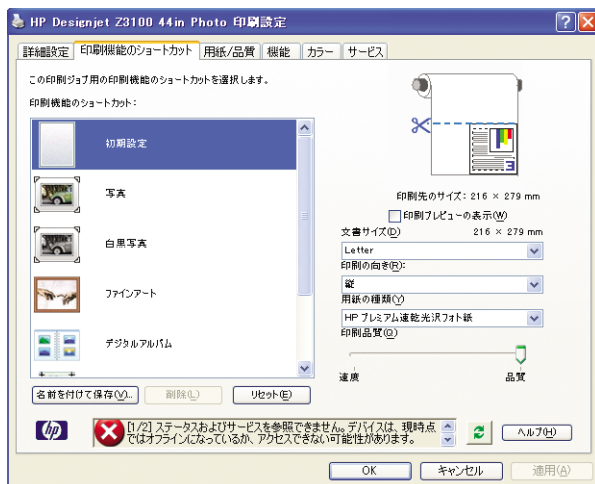 HP Designjet Z3100 44in Photo 印刷設定
詳細設定 印刷機能のショートカット 用紙/品質 機能 カラー サービス
この印刷ジョブ用の印刷機能のショートカットを選択します。
印刷機能のショートカット:
初期設定
写真
白黒写真
ファインアート
デジタルアルバム
名前を付けて保存(V)... 削除(L) リセット(E)
印刷先のサイズ: 216 × 279 mm
印刷プレビューの表示(W)
文書サイズ(D) 216 × 279 mm
Letter
印刷の向き(R):
縦
用紙の種類(Y)
HP プレミアム速乾光沢フォト紙
印刷品質(Q)
速度 品質
hp
[1/2] ステータスおよびサービスを参照できません。デバイスは、現時点
ではオフラインになっているか、アクセスできない可能性があります。
ヘルプ(H)
OK キャンセル 適用(A)